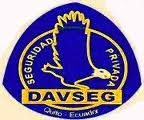 SEGURIDAD PRIVADA
DAVSEG
Quito - Ecuador